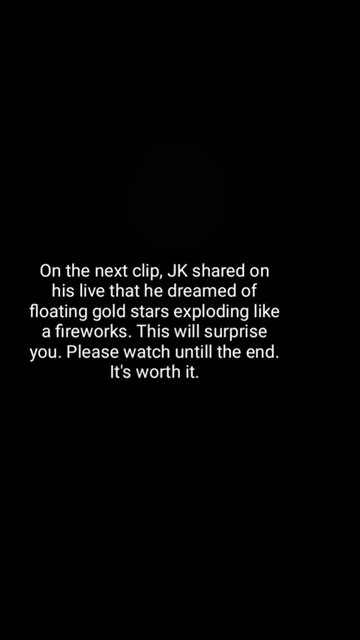 On the next clip, JK shared on
his live that he dreamed of
floating gold stars exploding like
a fireworks. This will surprise
you. Please watch untill the end.
It's worth it.